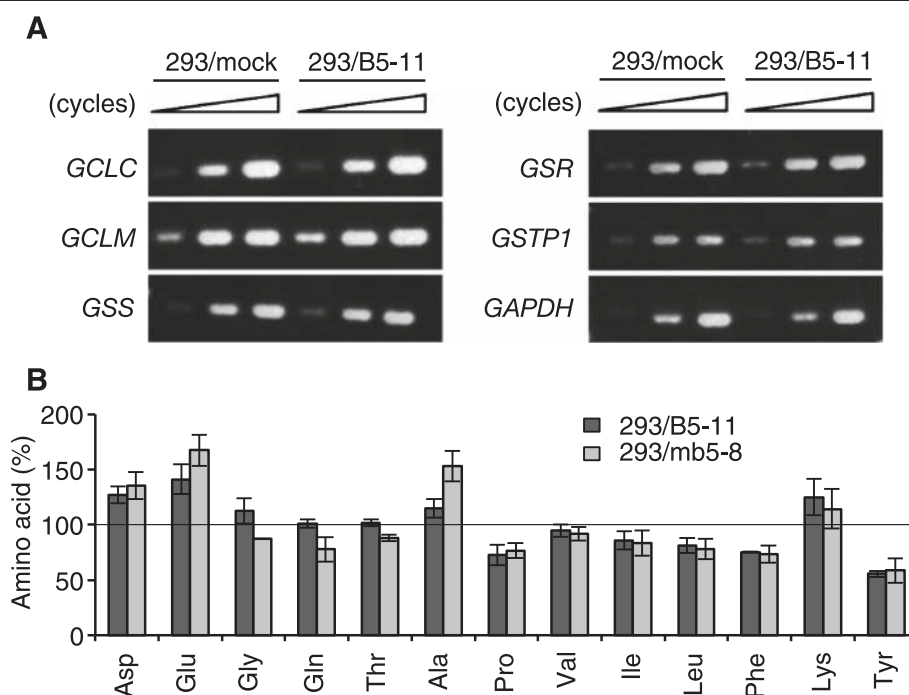 A
293/mock 293/B5-11
(cycles)
GCLC
GCLM
GSS
293/mock 293/B5-11
(cycles)
GSR
GSTP1
GAPDH
B
Amino acid (%)
200
150
100
50
0
293/B5-11
293/mb5-8
Asp Glu Gly Gln Thr Ala Pro Val Ile Leu Phe Lys Tyr